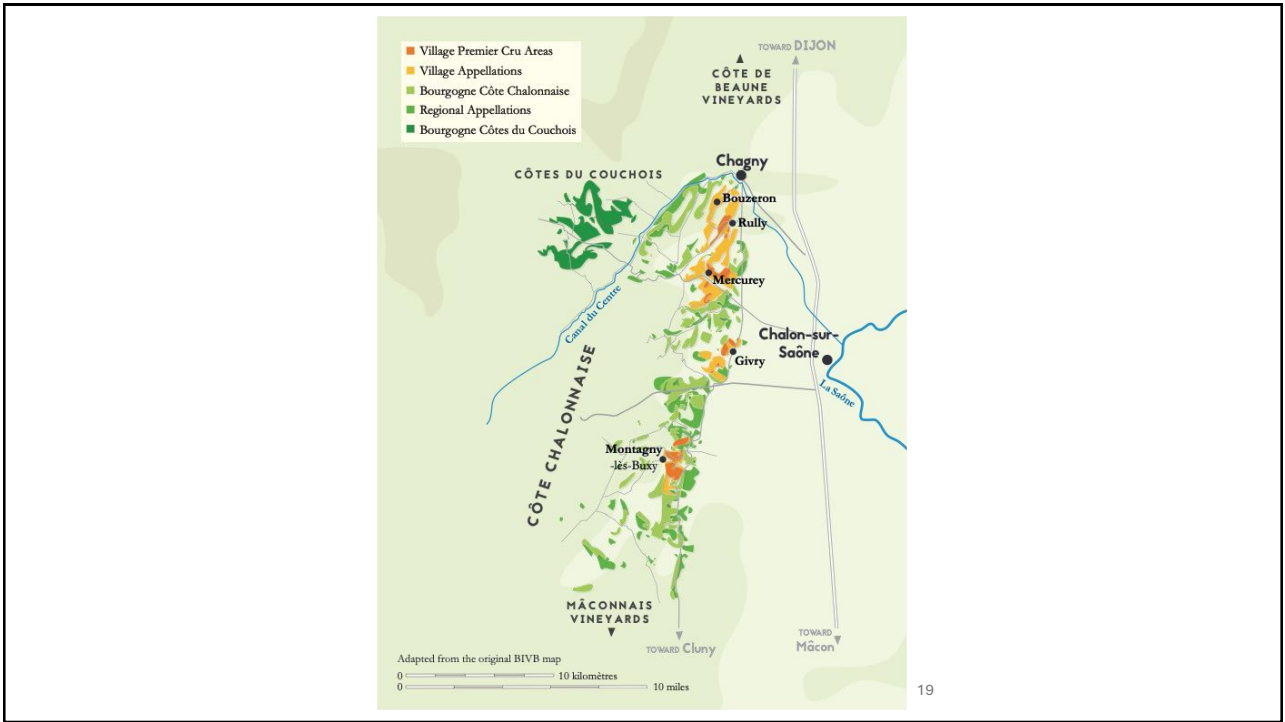 Village Premier Cru Areas
Village Appellations
Bourgogne Côte Chalonnaise
Regional Appellations
Bourgogne Côtes du Couchois
TOWARD DIJON
CÔTE DE
BEAUNE
VINEYARDS
Chagny
CÔTES DU COUCHOIS
Bouzeron
Rully
Mercurey
Canal du Centre
Chalon-sur-
Saône
Givry
La Saône
CÔTE CHALONNAISE
Montagny
-lès-Buxy
MÂCONNAIS
VINEYARDS
TOWARD Cluny
TOWARD
Mâcon
Adapted from the original BIVB map
0 10 kilomètres
0 10 miles
19